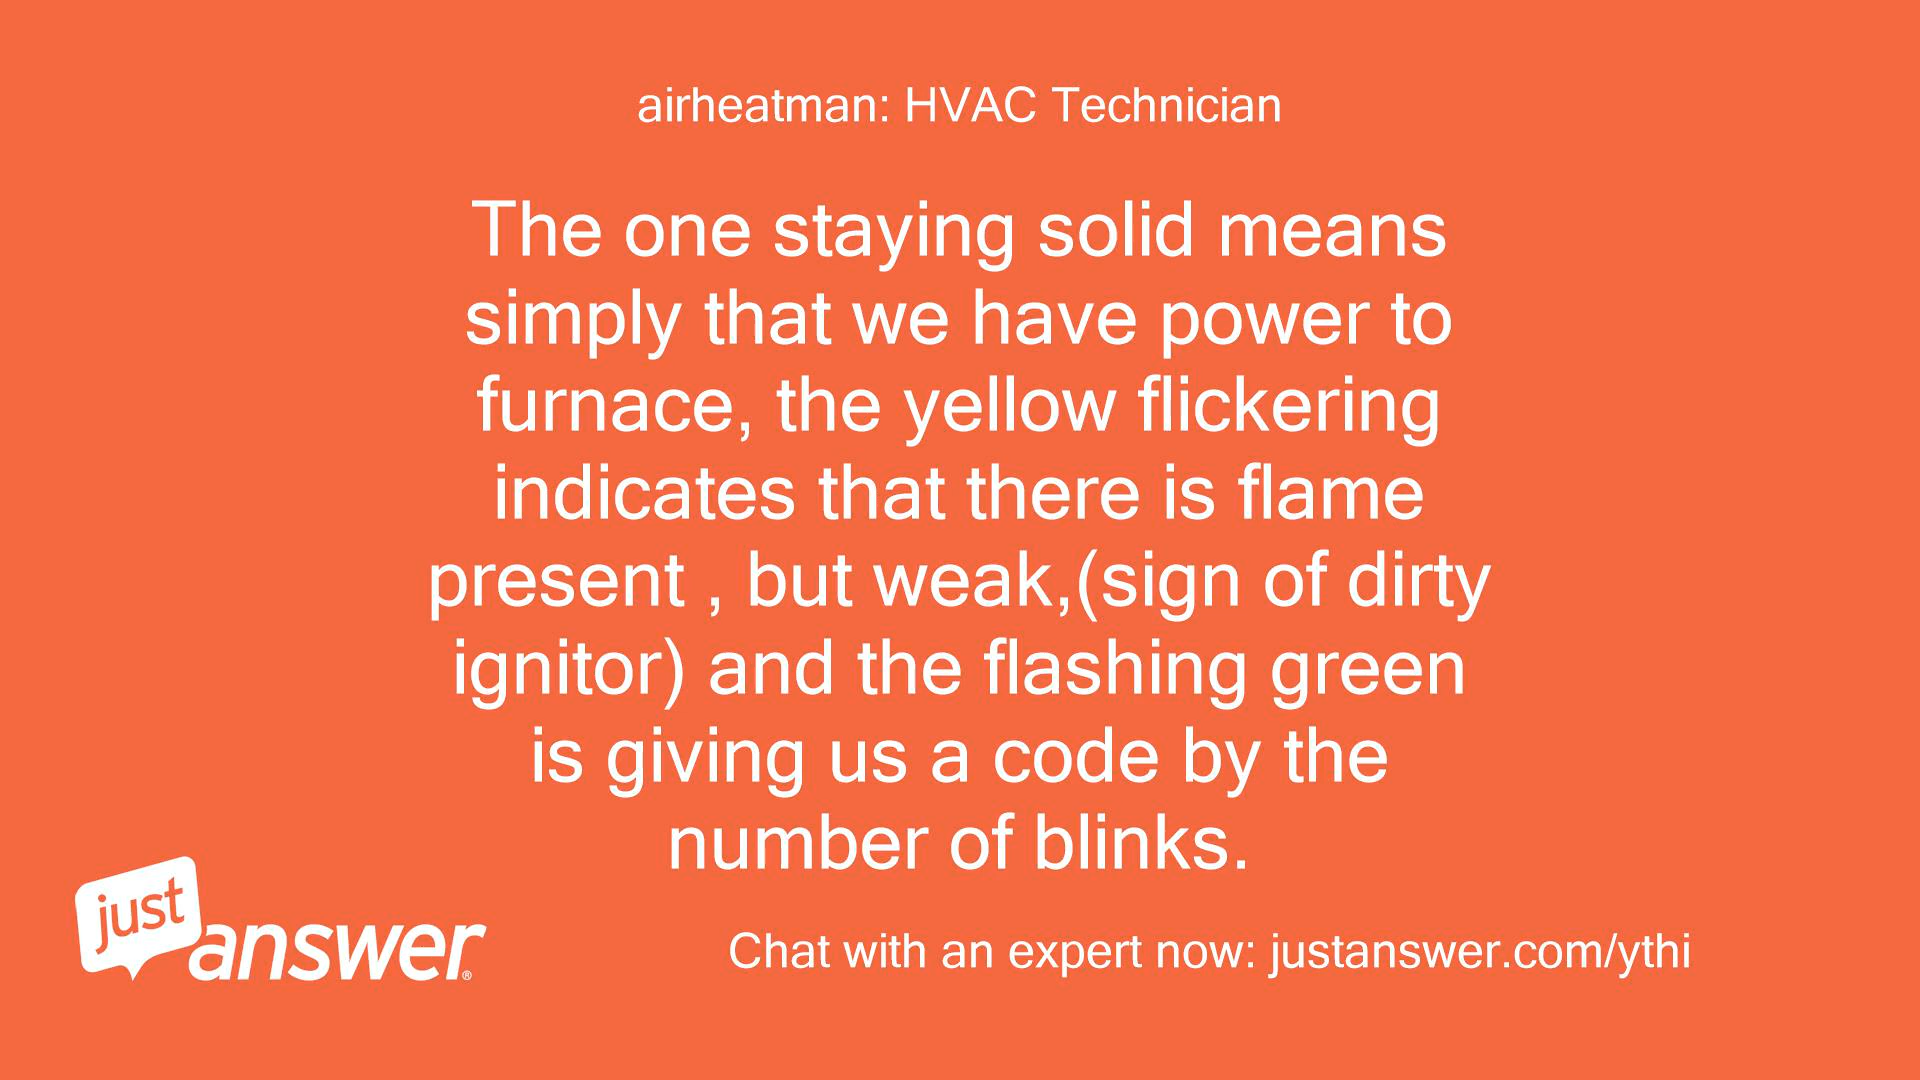 airheatman: HVAC Technician
The one staying solid means
simply that we have power to
furnace, the yellow flickering
indicates that there is flame
present , but weak,(sign of dirty
ignitor) and the flashing green
is giving us a code by the
number of blinks.
just
answer®
Chat with an expert now: justanswer.com/ythi